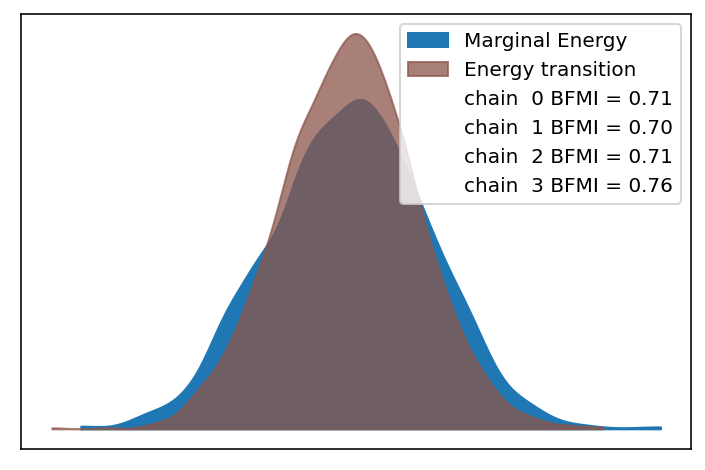 Marginal Energy
Energy transition
chain  0 BFMI = 0.71
chain  1 BFMI = 0.70
chain  2 BFMI = 0.71
chain  3 BFMI = 0.76